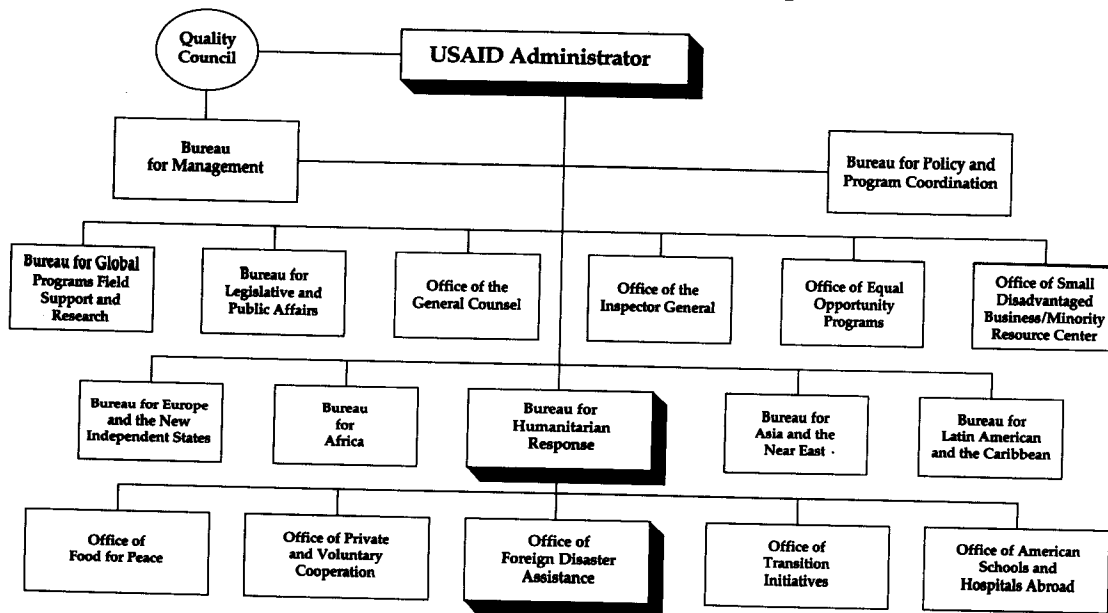 Quality
Council
USAID Administrator
Bureau
for Management
Bureau for Policy and
Program Coordination
Bureau for Global
Programs Field
Support and
Research
Bureau for
Legislative and
Public Affairs
Office of the
General Counsel
Office of the
Inspector General
Office of Equal
Opportunity
Programs
Office of Small
Disadvantaged
Business/Minority
Resource Center
Bureau for Europe
and the New
Independent States
Bureau
for
Africa
Bureau for
Humanitarian
Response
Bureau for
Asia and the
Near East
Bureau for
Latin American
and the Caribbean
Office of
Food for Peace
Office of Private
and Voluntary
Cooperation
Office of
Foreign Disaster
Assistance
Office of
Transition
Initiatives
Office of American
Schools and
Hospitals Abroad